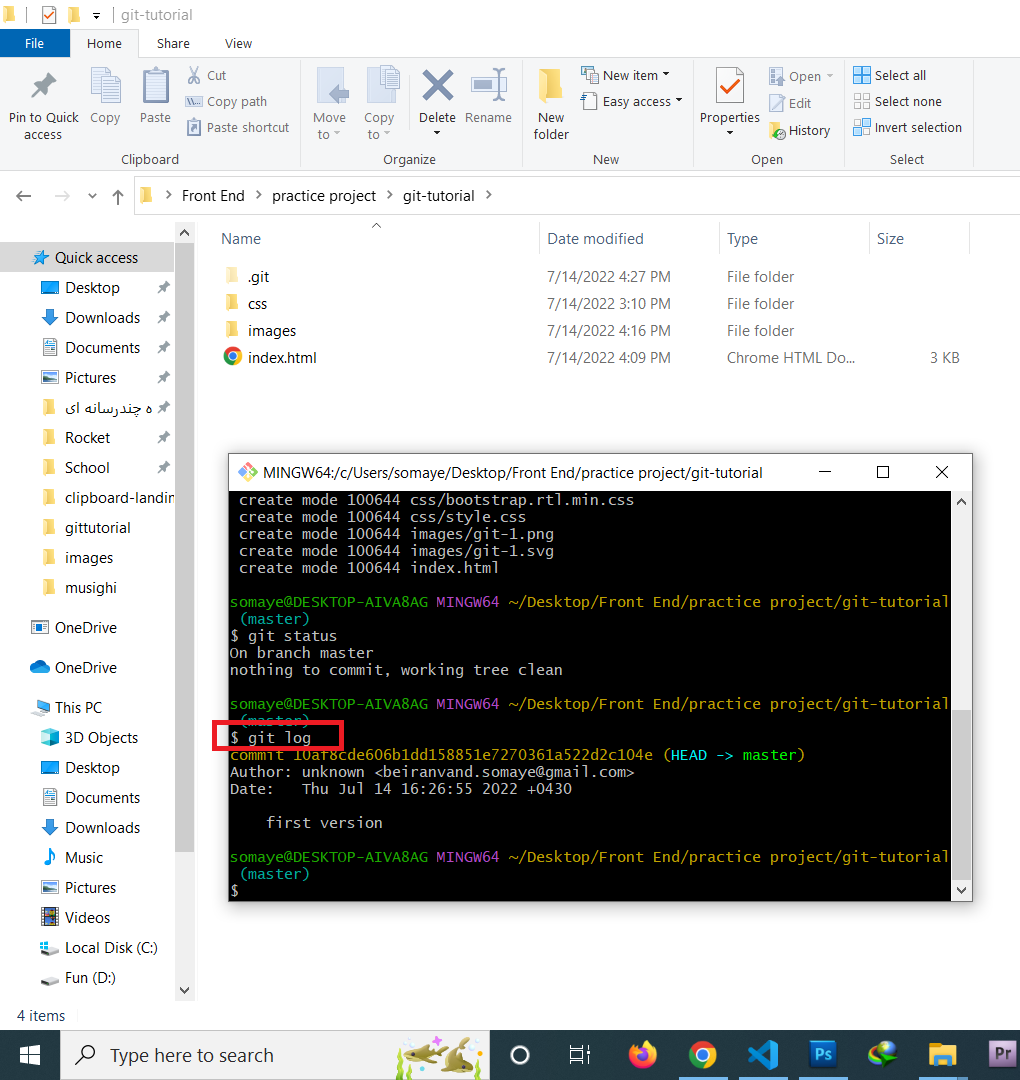 git-tutorial
File Home Share View
Pin to Quick access
Copy
Paste
Cut
Copy path
Paste shortcut
Clipboard
Move to
Copy to
Delete
Rename
Organize
New folder
New item
Easy access
New
Properties
Open
Edit
History
Open
Select all
Select none
Invert selection
Select
Front End > practice project > git-tutorial >
Name Date modified Type Size
.git 7/14/2022 4:27 PM File folder
css 7/14/2022 3:10 PM File folder
images 7/14/2022 4:16 PM File folder
index.html 7/14/2022 4:09 PM Chrome HTML Do... 3 KB
Quick access
Desktop
Downloads
Documents
Pictures
ه چندرسانه ای
Rocket
School
clipboard-landin
gittutorial
images
musighi
OneDrive
OneDrive
This PC
3D Objects
Desktop
Documents
Downloads
Music
Pictures
Videos
Local Disk (C:)
Fun (D:)
MINGW64:/c/Users/somaye/Desktop/Front End/practice project/git-tutorial
create mode 100644 css/bootstrap.rtl.min.css
create mode 100644 css/style.css
create mode 100644 images/git-1.png
create mode 100644 images/git-1.svg
create mode 100644 index.html
somaye@DESKTOP-AIVA8AG MINGW64 ~/Desktop/Front End/practice project/git-tutorial
(master)
$ git status
On branch master
nothing to commit, working tree clean
somaye@DESKTOP-AIVA8AG MINGW64 ~/Desktop/Front End/practice project/git-tutorial
(master)
$ git log
commit 10af8cde606b1dd158851e7270361a522d2c104e (HEAD -> master)
Author: unknown <beiranvand.somaye@gmail.com>
Date:   Thu Jul 14 16:26:55 2022 +0430
first version
somaye@DESKTOP-AIVA8AG MINGW64 ~/Desktop/Front End/practice project/git-tutorial
(master)
$
4 items
Type here to search
Ps
Pr